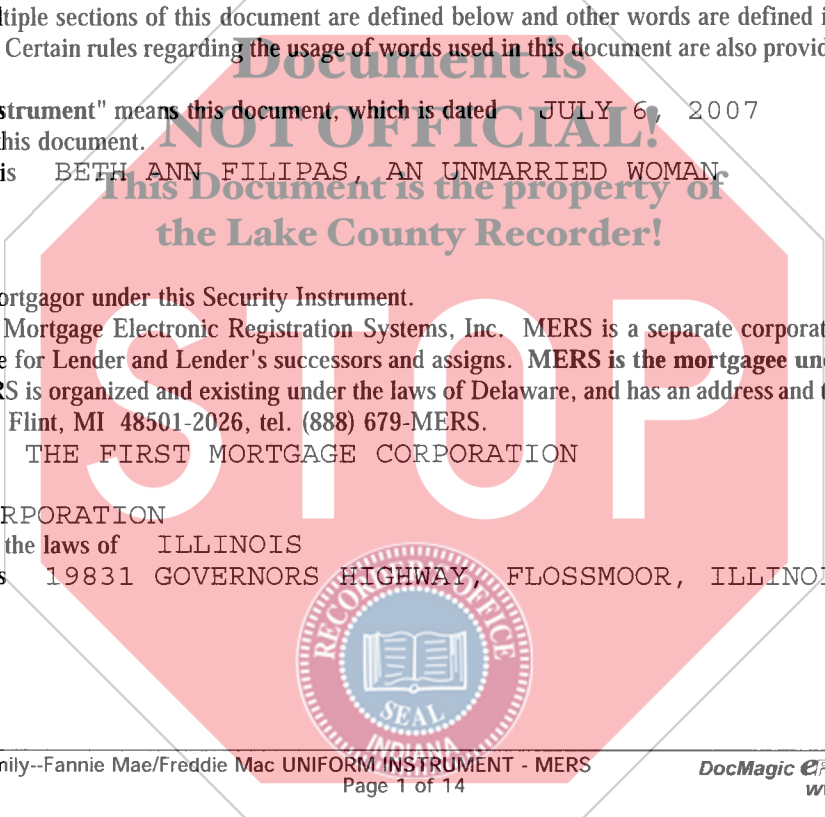 tiple sections of this document are defined below and other words are defined i
Certain rules regarding the usage of words used in this document are also provid
Document is
strument" means this document, which is dated JULY 6, 2007
NOT OFFICIAL!
his document.
is BETH ANN FILIPAS, AN UNMARRIED WOMAN
This Document is the property of
the Lake County Recorder!
ortgagor under this Security Instrument.
Mortgage Electronic Registration Systems, Inc. MERS is a separate corporat
e for Lender and Lender's successors and assigns. MERS is the mortgagee un
RS is organized and existing under the laws of Delaware, and has an address and t
Flint, MI 48501-2026, tel. (888) 679-MERS.
STOP
THE FIRST MORTGAGE CORPORATION
RPORATION
the laws of ILLINOIS
s 19831 GOVERNORS HIGHWAY, FLOSSMOOR, ILLINOI
RECORDER'S OFFICE
SEAL
INDIANA
mily--Fannie Mae/Freddie Mac UNIFORM INSTRUMENT - MERS
Page 1 of 14
DocMagic